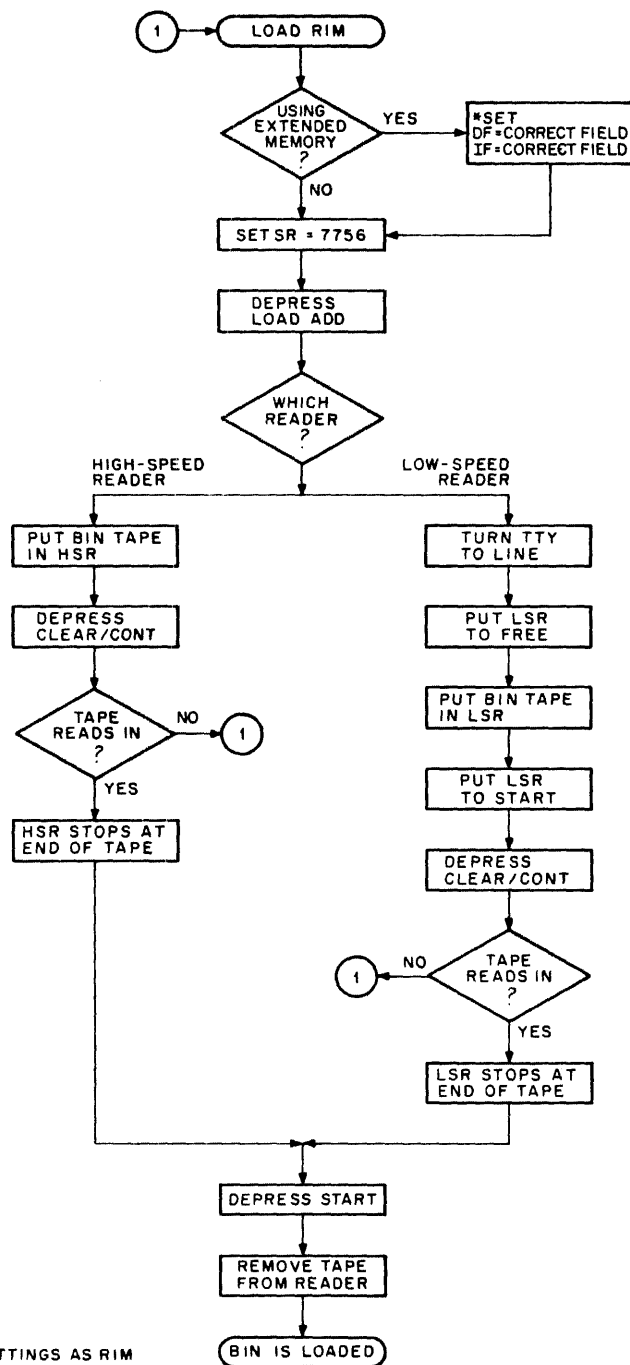 1
LOAD RIM
USING
EXTENDED
MEMORY
?
YES
*SET
DF=CORRECT FIELD
IF=CORRECT FIELD
NO
SET SR = 7756
DEPRESS
LOAD ADD
WHICH
READER
?
HIGH-SPEED
READER
LOW-SPEED
READER
PUT BIN TAPE
IN HSR
DEPRESS
CLEAR/CONT
TAPE
READS IN
?
NO
1
YES
HSR STOPS AT
END OF TAPE
TURN TTY
TO LINE
PUT LSR
TO FREE
PUT BIN TAPE
IN LSR
PUT LSR
TO START
DEPRESS
CLEAR/CONT
TAPE
READS IN
?
NO
1
YES
LSR STOPS AT
END OF TAPE
DEPRESS START
REMOVE TAPE
FROM READER
BIN IS LOADED
TTINGS AS RIM